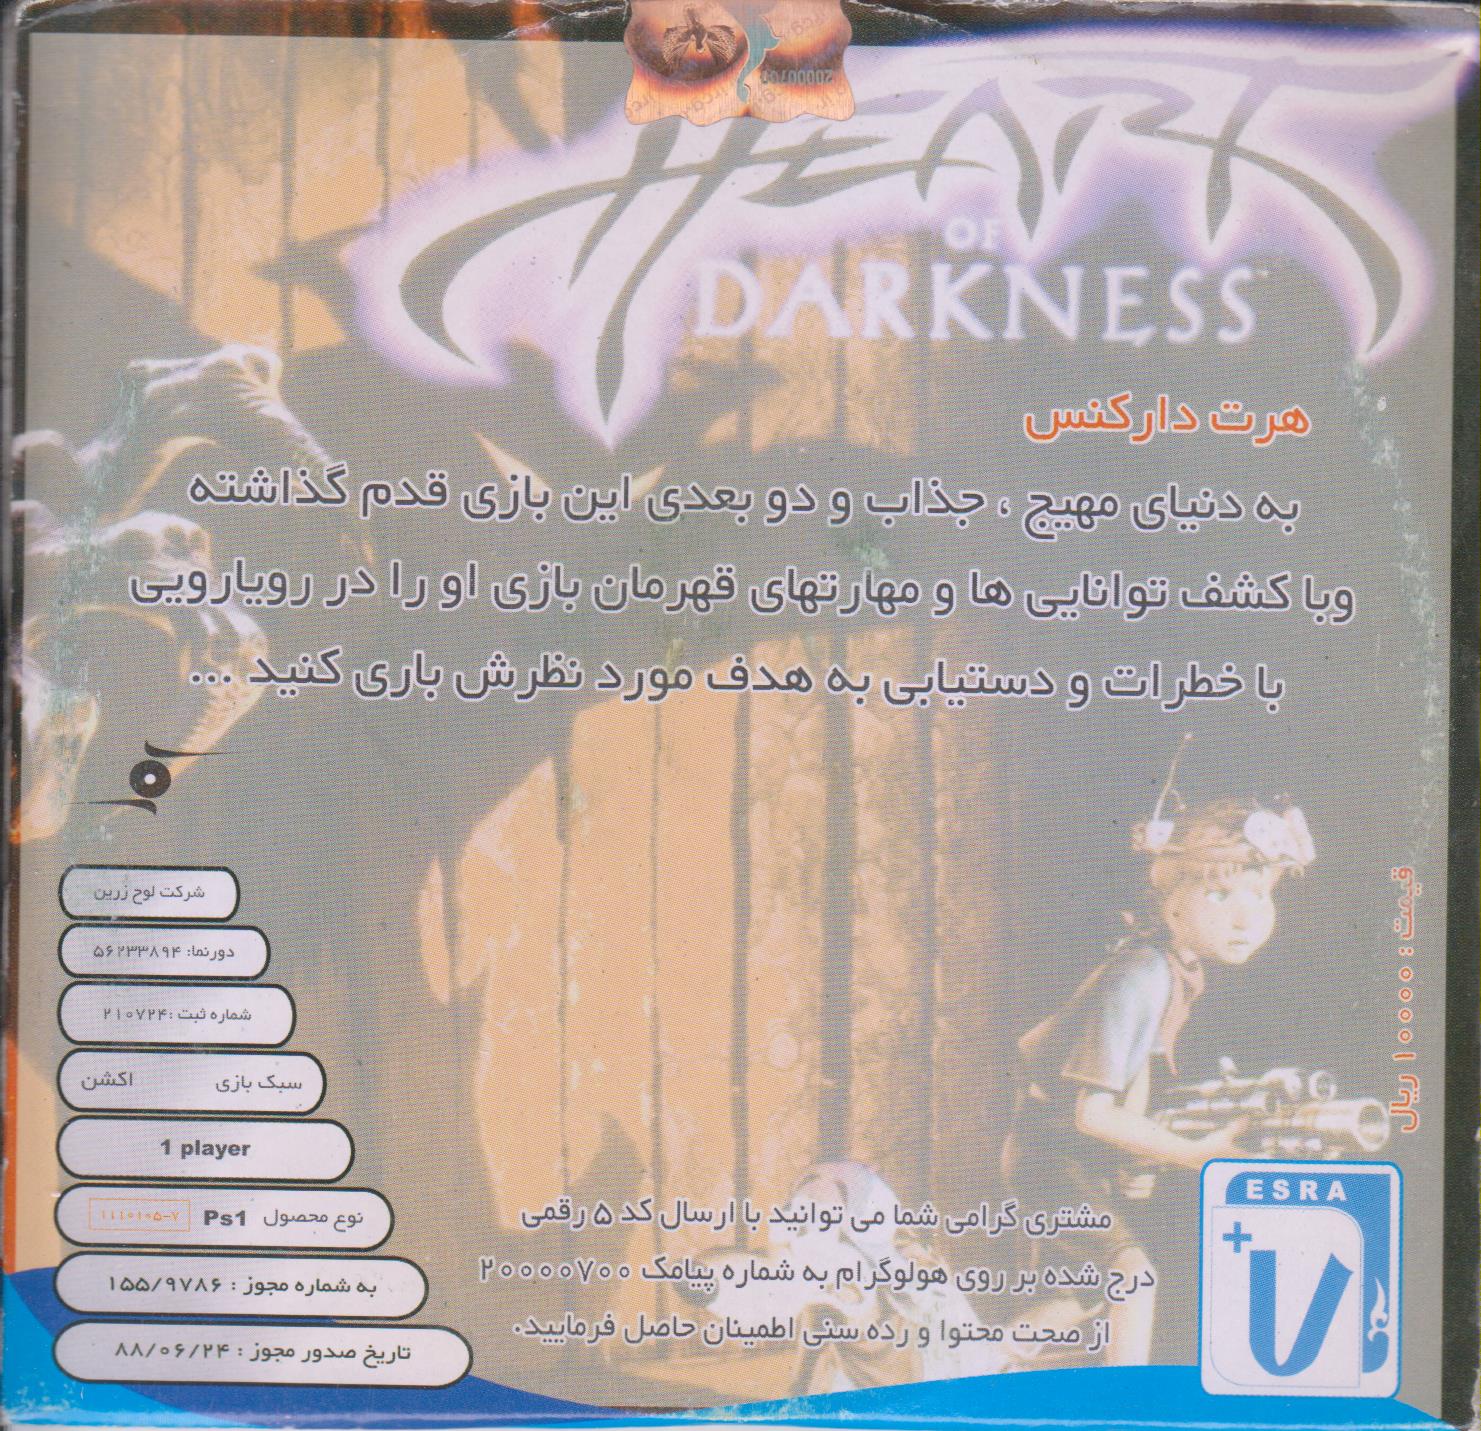 HEART
OF
DARKNESS™
هرت دارکنس
به دنیای مهیج ، جذاب و دو بعدی این بازی قدم گذاشته
وبا کشف توانایی ها و مهارتهای قهرمان بازی او را در رویارویی
با خطرات و دستیابی به هدف مورد نظرش یاری کنید ...
قیمت : ۱۰۰۰۰ ریال
شرکت لوح زرین
دورنما: ۵۶۲۳۳۸۹۴
شماره ثبت :۲۱۰۷۲۴
سبک بازی اکشن
1 player
نوع محصول Ps1 ۱۱۱۰۱۰۵-۷
به شماره مجوز : ۱۵۵/۹۷۸۶
تاریخ صدور مجوز : ۸۸/۰۶/۲۴
مشتری گرامی شما می توانید با ارسال کد ۵ رقمی
درج شده بر روی هولوگرام به شماره پیامک ۲۰۰۰۰۷۰۰
از صحت محتوا و رده سنی اطمینان حاصل فرمایید.
ESRA
+۷